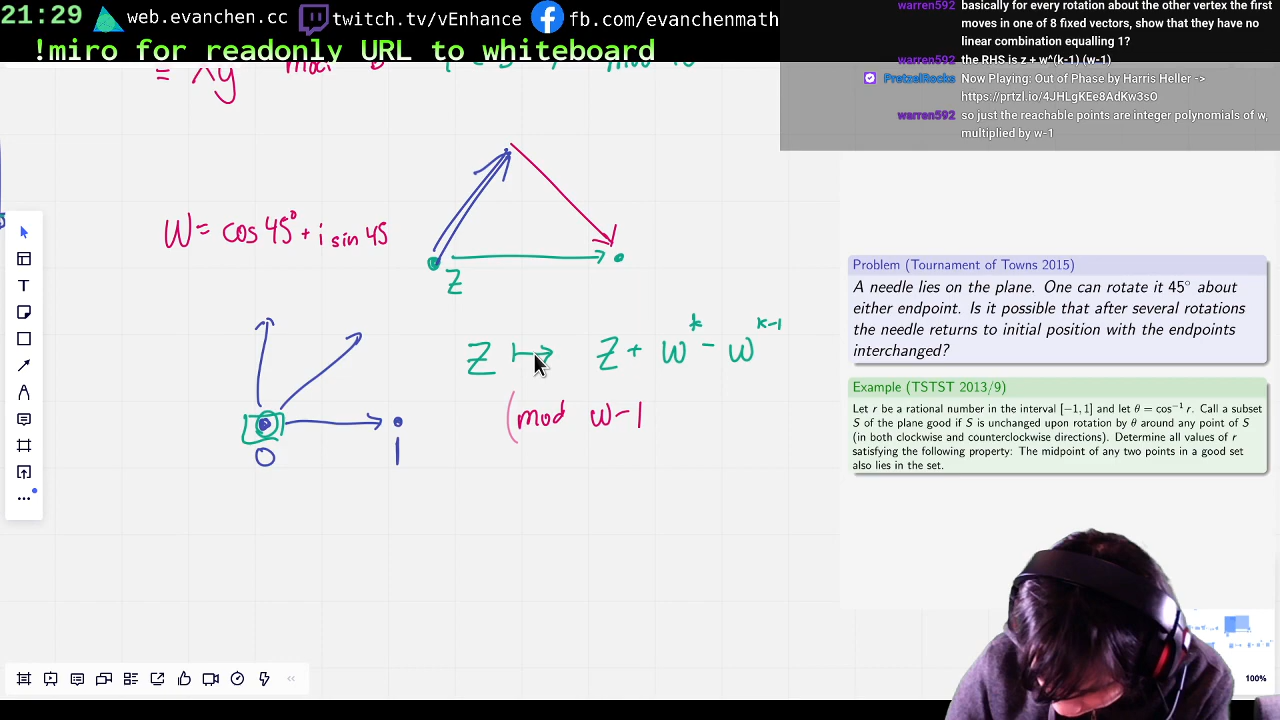 21:29 web.evanchen.cc twitch.tv/vEnhance fb.com/evanchenmath
!miro for readonly URL to whiteboard
warren592 basically for every rotation about the other vertex the first
moves in one of 8 fixed vectors, show that they have no
linear combination equalling 1?
warren592 the RHS is z + w^(k-1) (w-1)
PretzelRocks Now Playing: Out of Phase by Harris Heller ->
https://prtzl.io/4JHLgKEe8AdKw3sO
warren592 so just the reachable points are integer polynomials of w,
multiplied by w-1
≡ xy
W = cos 45° + i sin 45
Z
Z ↦ Z + w^k - w^(k-1)
(mod w-1
0 1
Problem (Tournament of Towns 2015)
A needle lies on the plane. One can rotate it 45° about
either endpoint. Is it possible that after several rotations
the needle returns to initial position with the endpoints
interchanged?
Example (TSTST 2013/9)
Let r be a rational number in the interval [-1, 1] and let θ = cos⁻¹ r. Call a subset
S of the plane good if S is unchanged upon rotation by θ around any point of S
(in both clockwise and counterclockwise directions). Determine all values of r
satisfying the following property: The midpoint of any two points in a good set
also lies in the set.
100%